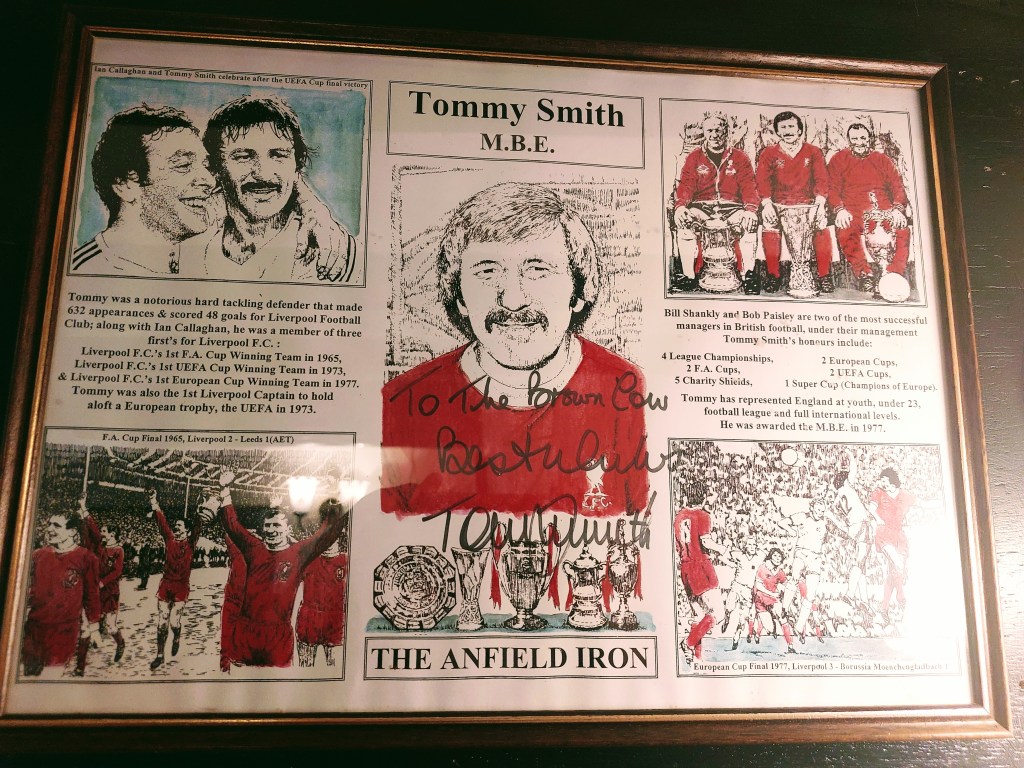 Ian Callaghan and Tommy Smith celebrate after the UEFA Cup final victory
Tommy was a notorious hard tackling defender that made
632 appearances & scored 48 goals for Liverpool Football
Club; along with Ian Callaghan, he was a member of three
first's for Liverpool F.C. :
Liverpool F.C.'s 1st F.A. Cup Winning Team in 1965,
Liverpool F.C.'s 1st UEFA Cup Winning Team in 1973,
& Liverpool F.C.'s 1st European Cup Winning Team in 1977.
Tommy was also the 1st Liverpool Captain to hold
aloft a European trophy, the UEFA in 1973.
F.A. Cup Final 1965, Liverpool 2 - Leeds 1(AET)
Tommy Smith
M.B.E.
To The Brown Cow
Best Wishes
Tommy Smith
L.F.C.
THE ANFIELD IRON
Bill Shankly and Bob Paisley are two of the most successful
managers in British football, under their management
Tommy Smith's honours include:
4 League Championships, 2 European Cups,
2 F.A. Cups, 2 UEFA Cups,
5 Charity Shields, 1 Super Cup (Champions of Europe).
Tommy has represented England at youth, under 23,
football league and full international levels.
He was awarded the M.B.E. in 1977.
European Cup Final 1977, Liverpool 3 - Borussia Moenchengladbach 1